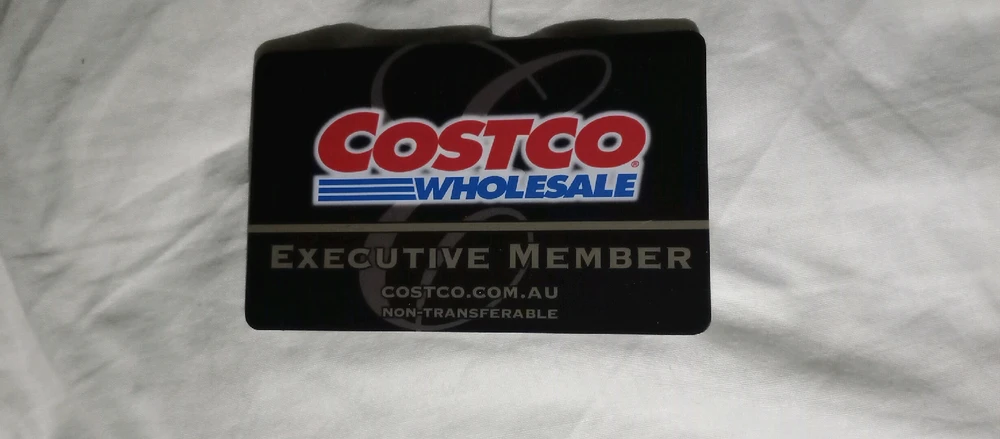 COSTCO®
WHOLESALE
EXECUTIVE MEMBER
COSTCO.COM.AU
NON-TRANSFERABLE